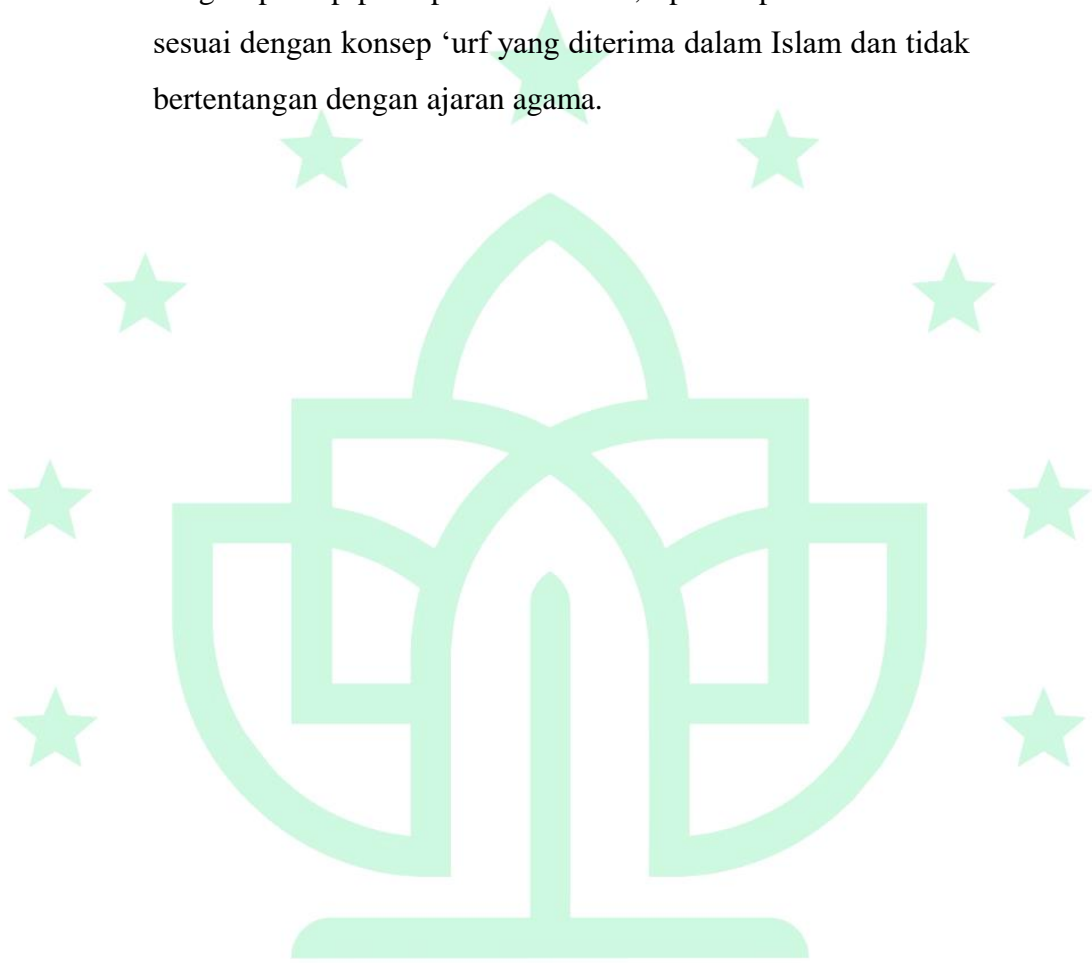 sesuai dengan konsep ‘urf yang diterima dalam Islam dan tidak
bertentangan dengan ajaran agama.